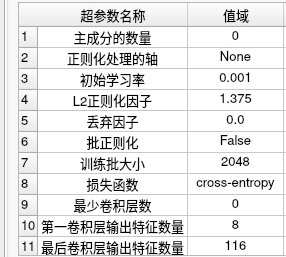 超参数名称 值域
1 主成分的数量 0
2 正则化处理的轴 None
3 初始学习率 0.001
4 L2正则化因子 1.375
5 丢弃因子 0.0
6 批正则化 False
7 训练批大小 2048
8 损失函数 cross-entropy
9 最少卷积层数 0
10 第一卷积层输出特征数量 8
11 最后卷积层输出特征数量 116